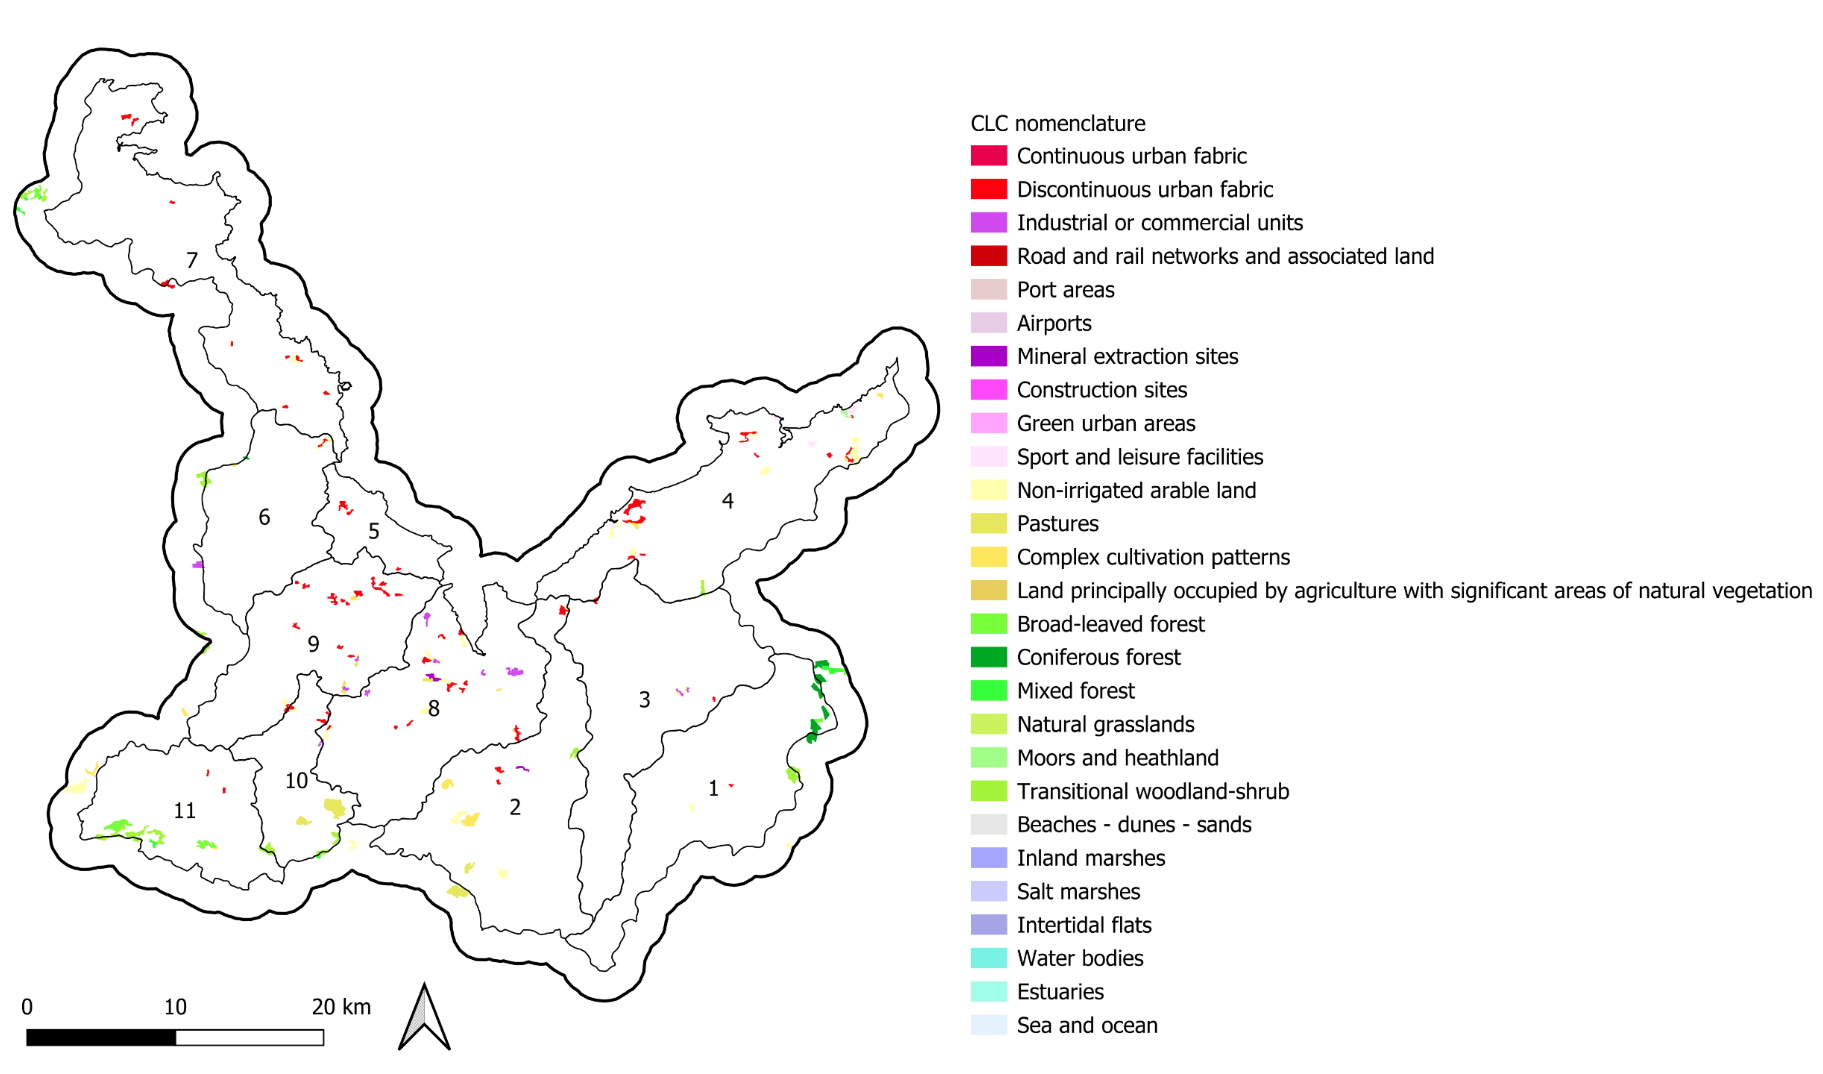 7
6
5
4
9
3
8
10
1
11
2
0 10 20 km
CLC nomenclature
Continuous urban fabric
Discontinuous urban fabric
Industrial or commercial units
Road and rail networks and associated land
Port areas
Airports
Mineral extraction sites
Construction sites
Green urban areas
Sport and leisure facilities
Non-irrigated arable land
Pastures
Complex cultivation patterns
Land principally occupied by agriculture with significant areas of natural vegetation
Broad-leaved forest
Coniferous forest
Mixed forest
Natural grasslands
Moors and heathland
Transitional woodland-shrub
Beaches - dunes - sands
Inland marshes
Salt marshes
Intertidal flats
Water bodies
Estuaries
Sea and ocean